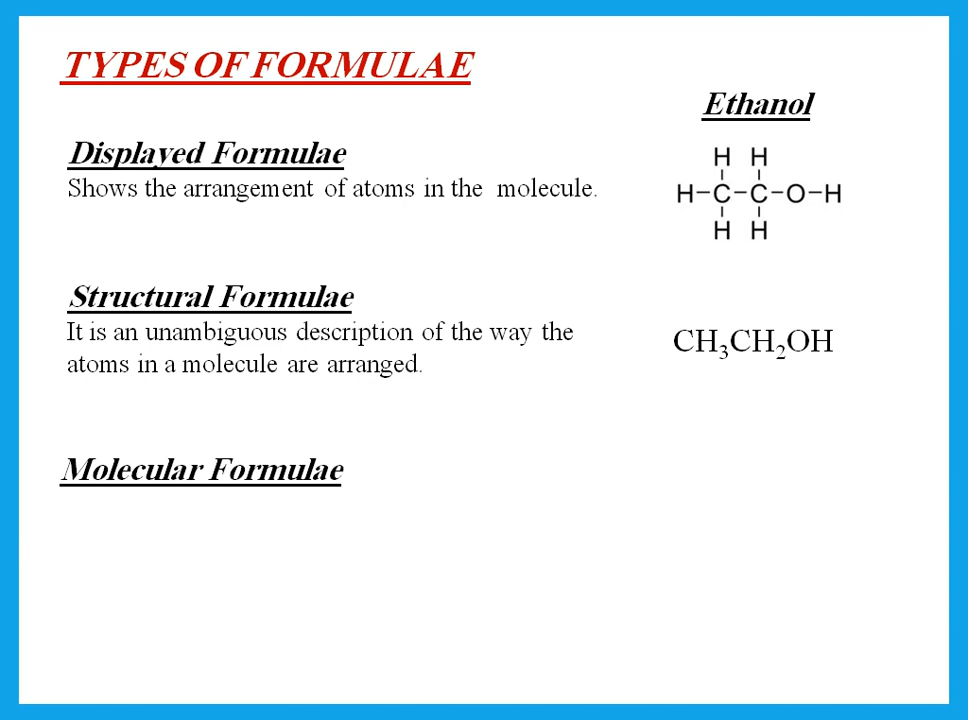 TYPES OF FORMULAE
Ethanol
Displayed Formulae
Shows the arrangement of atoms in the molecule.
H H
H-C-C-O-H
H H
Structural Formulae
It is an unambiguous description of the way the
atoms in a molecule are arranged.
CH₃CH₂OH
Molecular Formulae